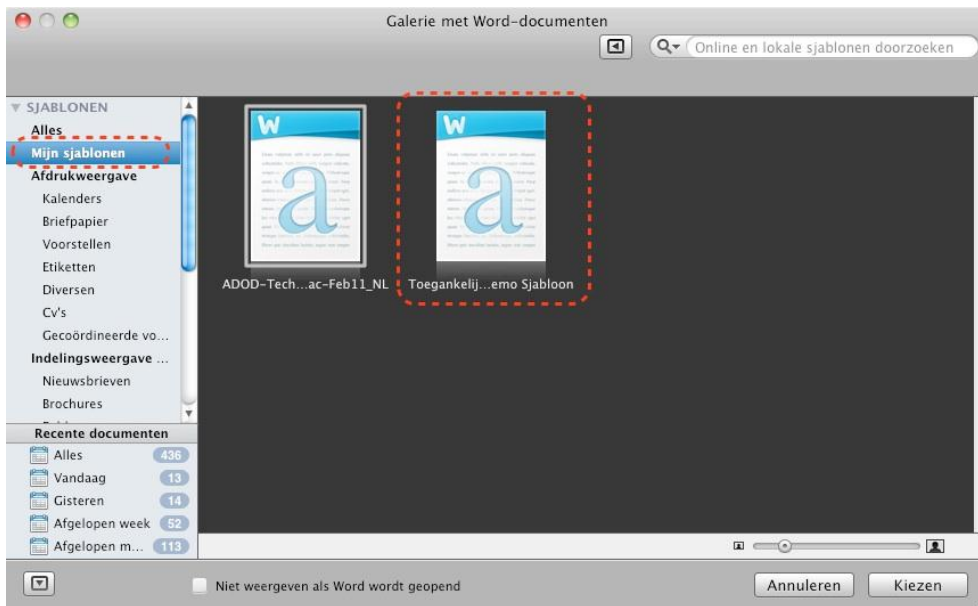 Galerie met Word-documenten
Online en lokale sjablonen doorzoeken
SJABLONEN
Alles
Mijn sjablonen
Afdrukweergave
Kalenders
Briefpapier
Voorstellen
Etiketten
Diversen
Cv's
Gecoördineerde vo...
Indelingsweergave ...
Nieuwsbrieven
Brochures
Recente documenten
Alles 436
Vandaag 13
Gisteren 14
Afgelopen week 52
Afgelopen m... 113
W
a
ADOD-Tech...ac-Feb11_NL
W
a
Toegankelij...emo Sjabloon
Niet weergeven als Word wordt geopend
Annuleren
Kiezen